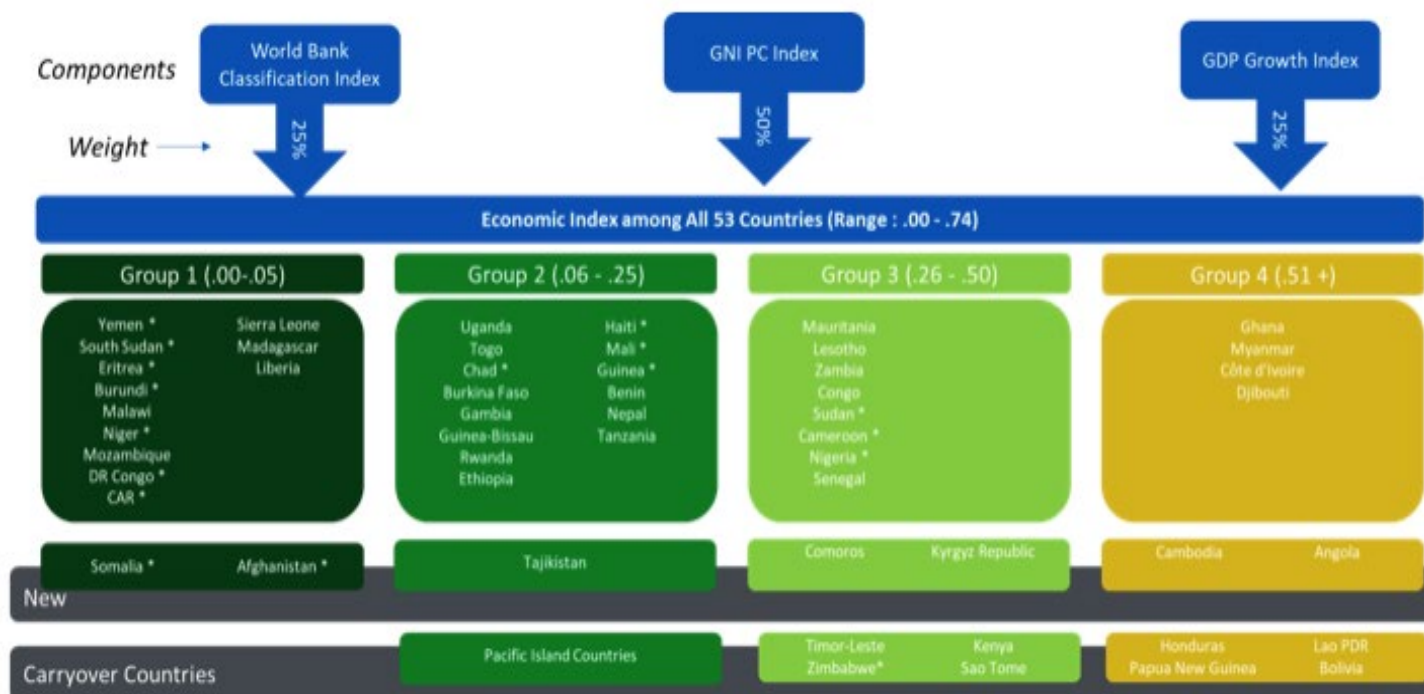 Components
World Bank
Classification Index
GNI PC Index
GDP Growth Index
Weight
25%
50%
25%
Economic Index among All 53 Countries (Range : .00 - .74)
Group 1 (.00-.05)
Group 2 (.06 - .25)
Group 3 (.26 - .50)
Group 4 (.51 +)
Yemen *
South Sudan *
Eritrea *
Burundi *
Malawi
Niger *
Mozambique
DR Congo *
CAR *
Sierra Leone
Madagascar
Liberia
Uganda
Togo
Chad *
Burkina Faso
Gambia
Guinea-Bissau
Rwanda
Ethiopia
Haiti *
Mali *
Guinea *
Benin
Nepal
Tanzania
Mauritania
Lesotho
Zambia
Congo
Sudan *
Cameroon *
Nigeria *
Senegal
Ghana
Myanmar
Côte d'Ivoire
Djibouti
Somalia *
Afghanistan *
Tajikistan
Comoros
Kyrgyz Republic
Cambodia
Angola
New
Pacific Island Countries
Timor-Leste
Zimbabwe*
Kenya
Sao Tome
Honduras
Papua New Guinea
Lao PDR
Bolivia
Carryover Countries